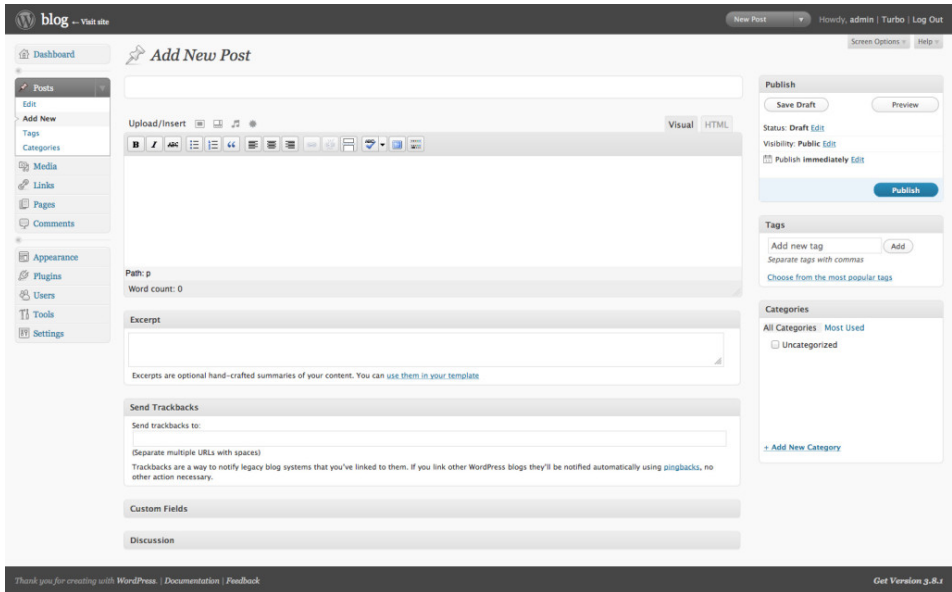 blog ← Visit site
New Post
Howdy, admin | Turbo | Log Out
Screen Options
Help
Dashboard
Posts
Edit
Add New
Tags
Categories
Media
Links
Pages
Comments
Appearance
Plugins
Users
Tools
Settings
Add New Post
Upload/Insert
Visual
HTML
B I ABC
Path: p
Word count: 0
Excerpt
Excerpts are optional hand-crafted summaries of your content. You can use them in your template
Send Trackbacks
Send trackbacks to:
(Separate multiple URLs with spaces)
Trackbacks are a way to notify legacy blog systems that you've linked to them. If you link other WordPress blogs they'll be notified automatically using pingbacks, no
other action necessary.
Custom Fields
Discussion
Publish
Save Draft
Preview
Status: Draft Edit
Visibility: Public Edit
Publish immediately Edit
Publish
Tags
Add new tag
Add
Separate tags with commas
Choose from the most popular tags
Categories
All Categories
Most Used
Uncategorized
+ Add New Category
Thank you for creating with WordPress. | Documentation | Feedback
Get Version 3.8.1